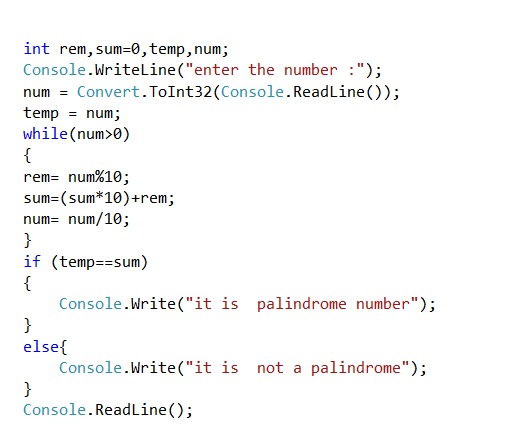 int rem,sum=0,temp,num;
Console.WriteLine("enter the number :");
num = Convert.ToInt32(Console.ReadLine());
temp = num;
while(num>0)
{
rem= num%10;
sum=(sum*10)+rem;
num= num/10;
}
if (temp==sum)
{
    Console.Write("it is  palindrome number");
}
else{
    Console.Write("it is  not a palindrome");
}
Console.ReadLine();